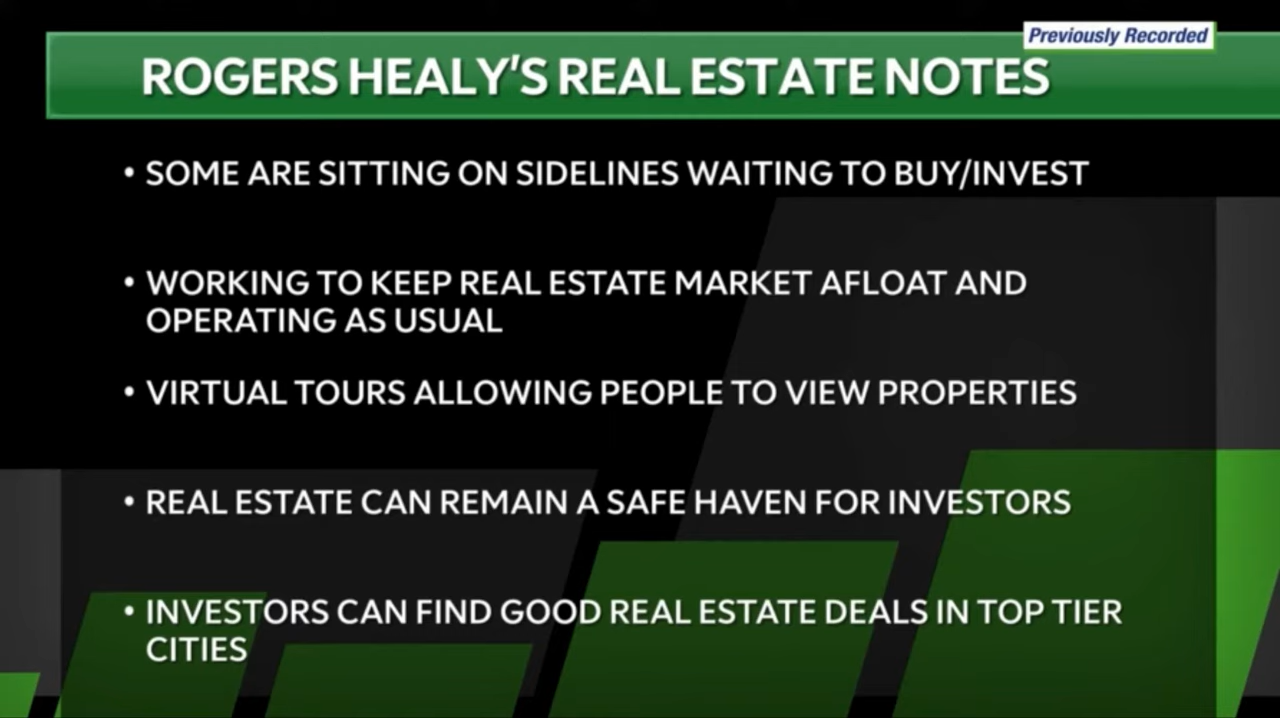 Previously Recorded
ROGERS HEALY'S REAL ESTATE NOTES
• SOME ARE SITTING ON SIDELINES WAITING TO BUY/INVEST
• WORKING TO KEEP REAL ESTATE MARKET AFLOAT AND
OPERATING AS USUAL
• VIRTUAL TOURS ALLOWING PEOPLE TO VIEW PROPERTIES
• REAL ESTATE CAN REMAIN A SAFE HAVEN FOR INVESTORS
• INVESTORS CAN FIND GOOD REAL ESTATE DEALS IN TOP TIER
CITIES